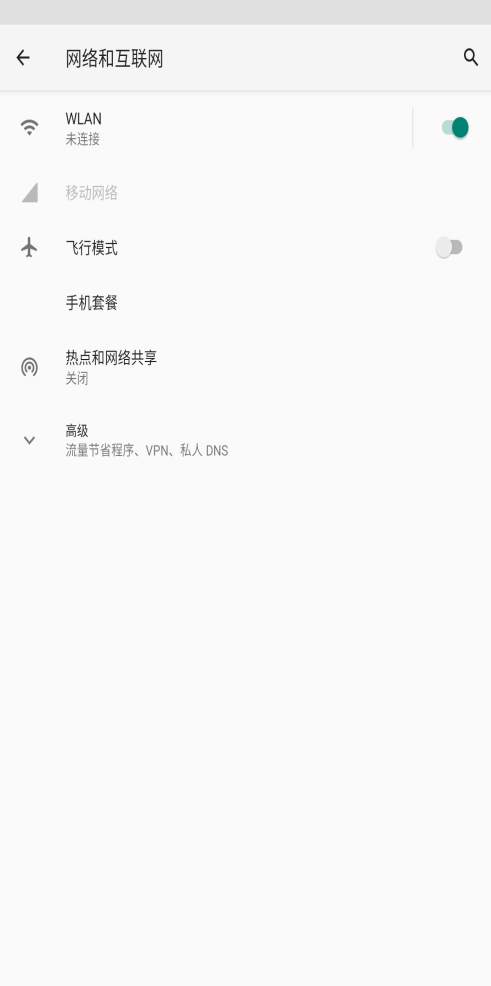 网络和互联网
WLAN
未连接
移动网络
飞行模式
手机套餐
热点和网络共享
关闭
高级
流量节省程序、VPN、私人 DNS